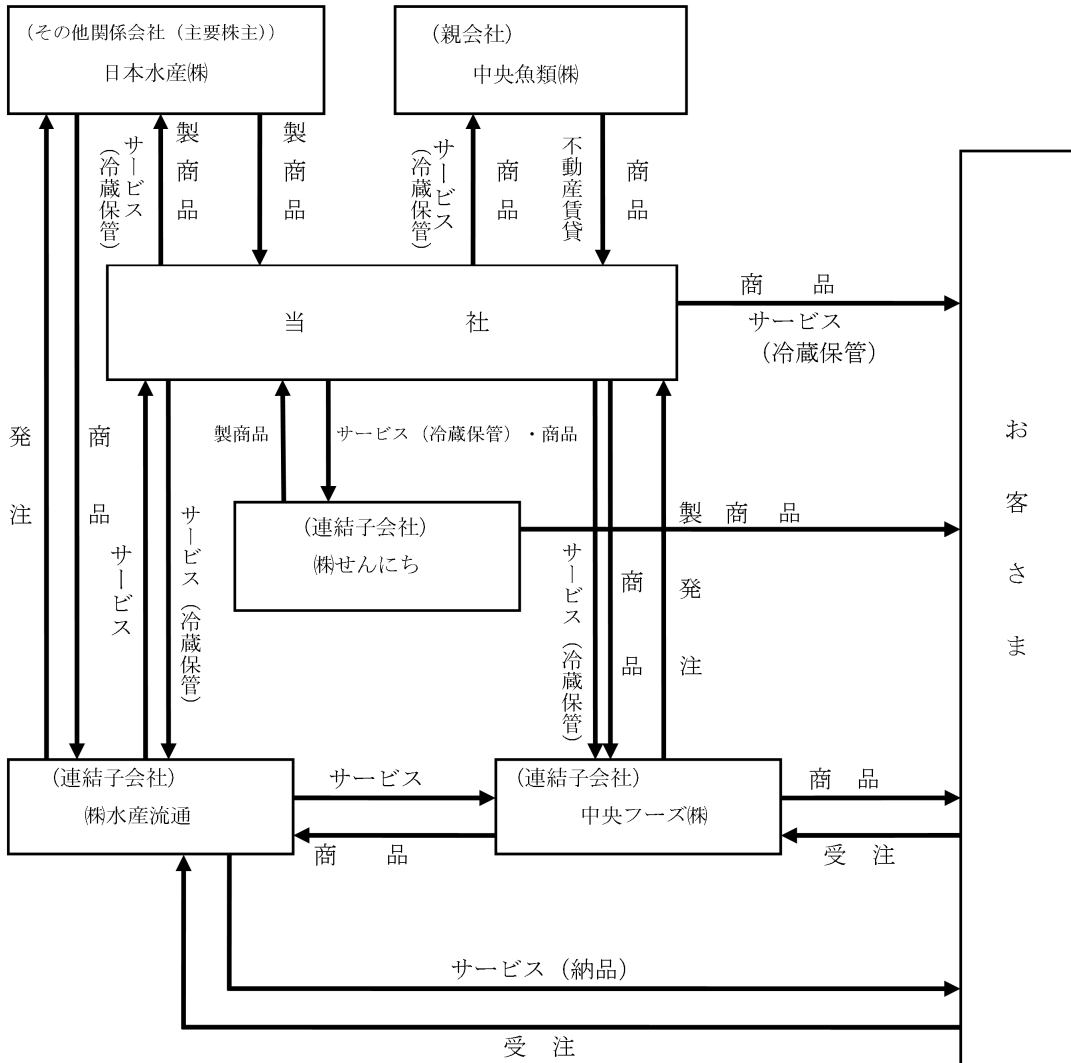 (その他関係会社（主要株主))
日本水産㈱
(親会社)
中央魚類㈱
サービス
(冷蔵保管)
製商品
製商品
サービス
(冷蔵保管)
商品
不動産賃貸
商品
当社
商品
サービス
（冷蔵保管）
発注
商品
サービス
サービス（冷蔵保管）
製商品
サービス（冷蔵保管）・商品
(連結子会社)
㈱せんにち
製商品
サービス（冷蔵保管）
商品
発注
お客さま
(連結子会社)
㈱水産流通
サービス
商品
(連結子会社)
中央フーズ㈱
商品
受注
サービス（納品）
受注